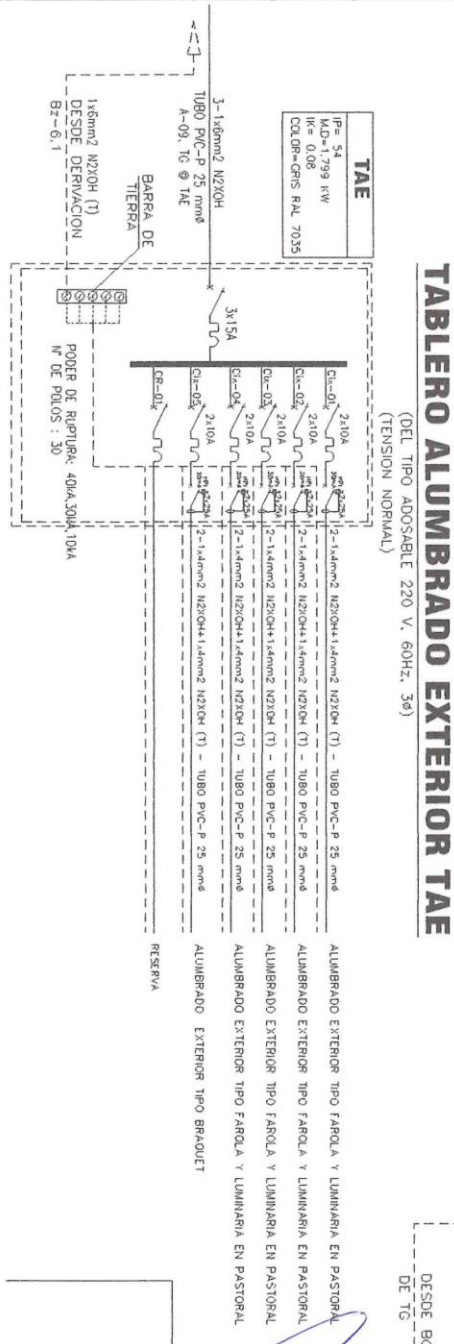 TABLERO ALUMBRADO EXTERIOR TAE
(DEL TIPO ADOSABLE 220 V, 60Hz, 3ø)
(TENSION NORMAL)
TAE
IP= 54
M.D=1,799 KW
IK= 0.08
COLOR=GRIS RAL 7035
3-1x6mm2 N2XOH
TUBO PVC-P 25 mmø
A-09, TG @ TAE
1x6mm2 N2XOH (T)
DESDE DERIVACION
Bz-6.1
BARRA DE
TIERRA
3x15A
Cix-01
2x10A
2-1x4mm2 N2XOH+1x4mm2 N2XOH (T) - TUBO PVC-P 25 mmø
ALUMBRADO EXTERIOR TIPO FAROLA Y LUMINARIA EN PASTORAL
Cix-02
2x10A
2-1x4mm2 N2XOH+1x4mm2 N2XOH (T) - TUBO PVC-P 25 mmø
ALUMBRADO EXTERIOR TIPO FAROLA Y LUMINARIA EN PASTORAL
Cix-03
2x10A
2-1x4mm2 N2XOH+1x4mm2 N2XOH (T) - TUBO PVC-P 25 mmø
ALUMBRADO EXTERIOR TIPO FAROLA Y LUMINARIA EN PASTORAL
Cix-04
2x10A
2-1x4mm2 N2XOH+1x4mm2 N2XOH (T) - TUBO PVC-P 25 mmø
ALUMBRADO EXTERIOR TIPO FAROLA Y LUMINARIA EN PASTORAL
Cix-05
2x10A
2-1x4mm2 N2XOH+1x4mm2 N2XOH (T) - TUBO PVC-P 25 mmø
ALUMBRADO EXTERIOR TIPO BRAQUET
CR-01
RESERVA
PODER DE RUPTURA: 40kA,30kA,10kA
N° DE POLOS : 30
DESDE
DE TG